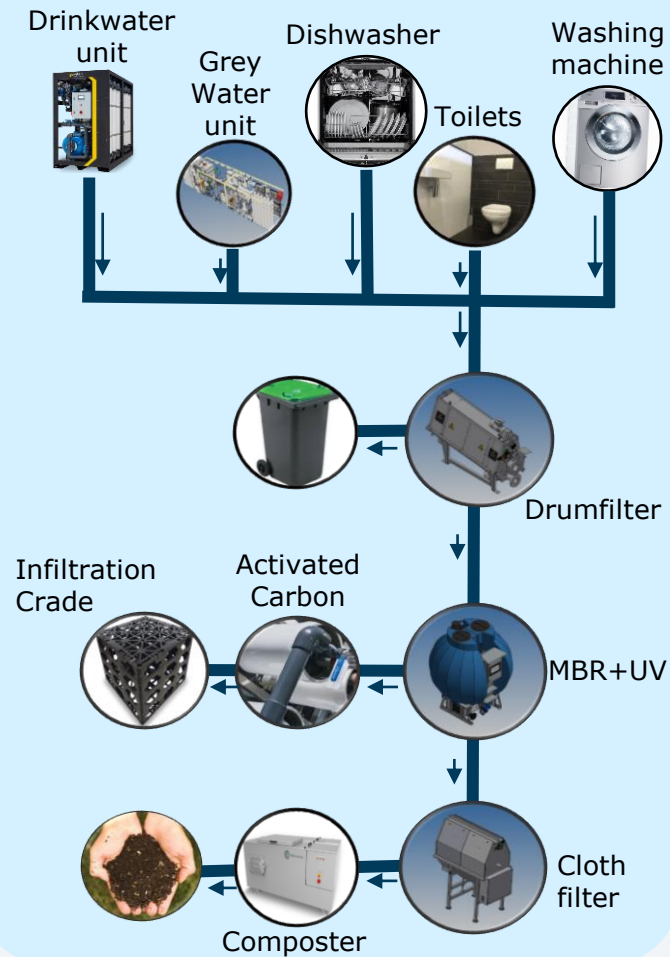 Drinkwater
unit
Grey
Water
unit
Dishwasher
Toilets
Washing
machine
Drumfilter
Infiltration
Crade
Activated
Carbon
MBR+UV
Cloth
filter
Composter